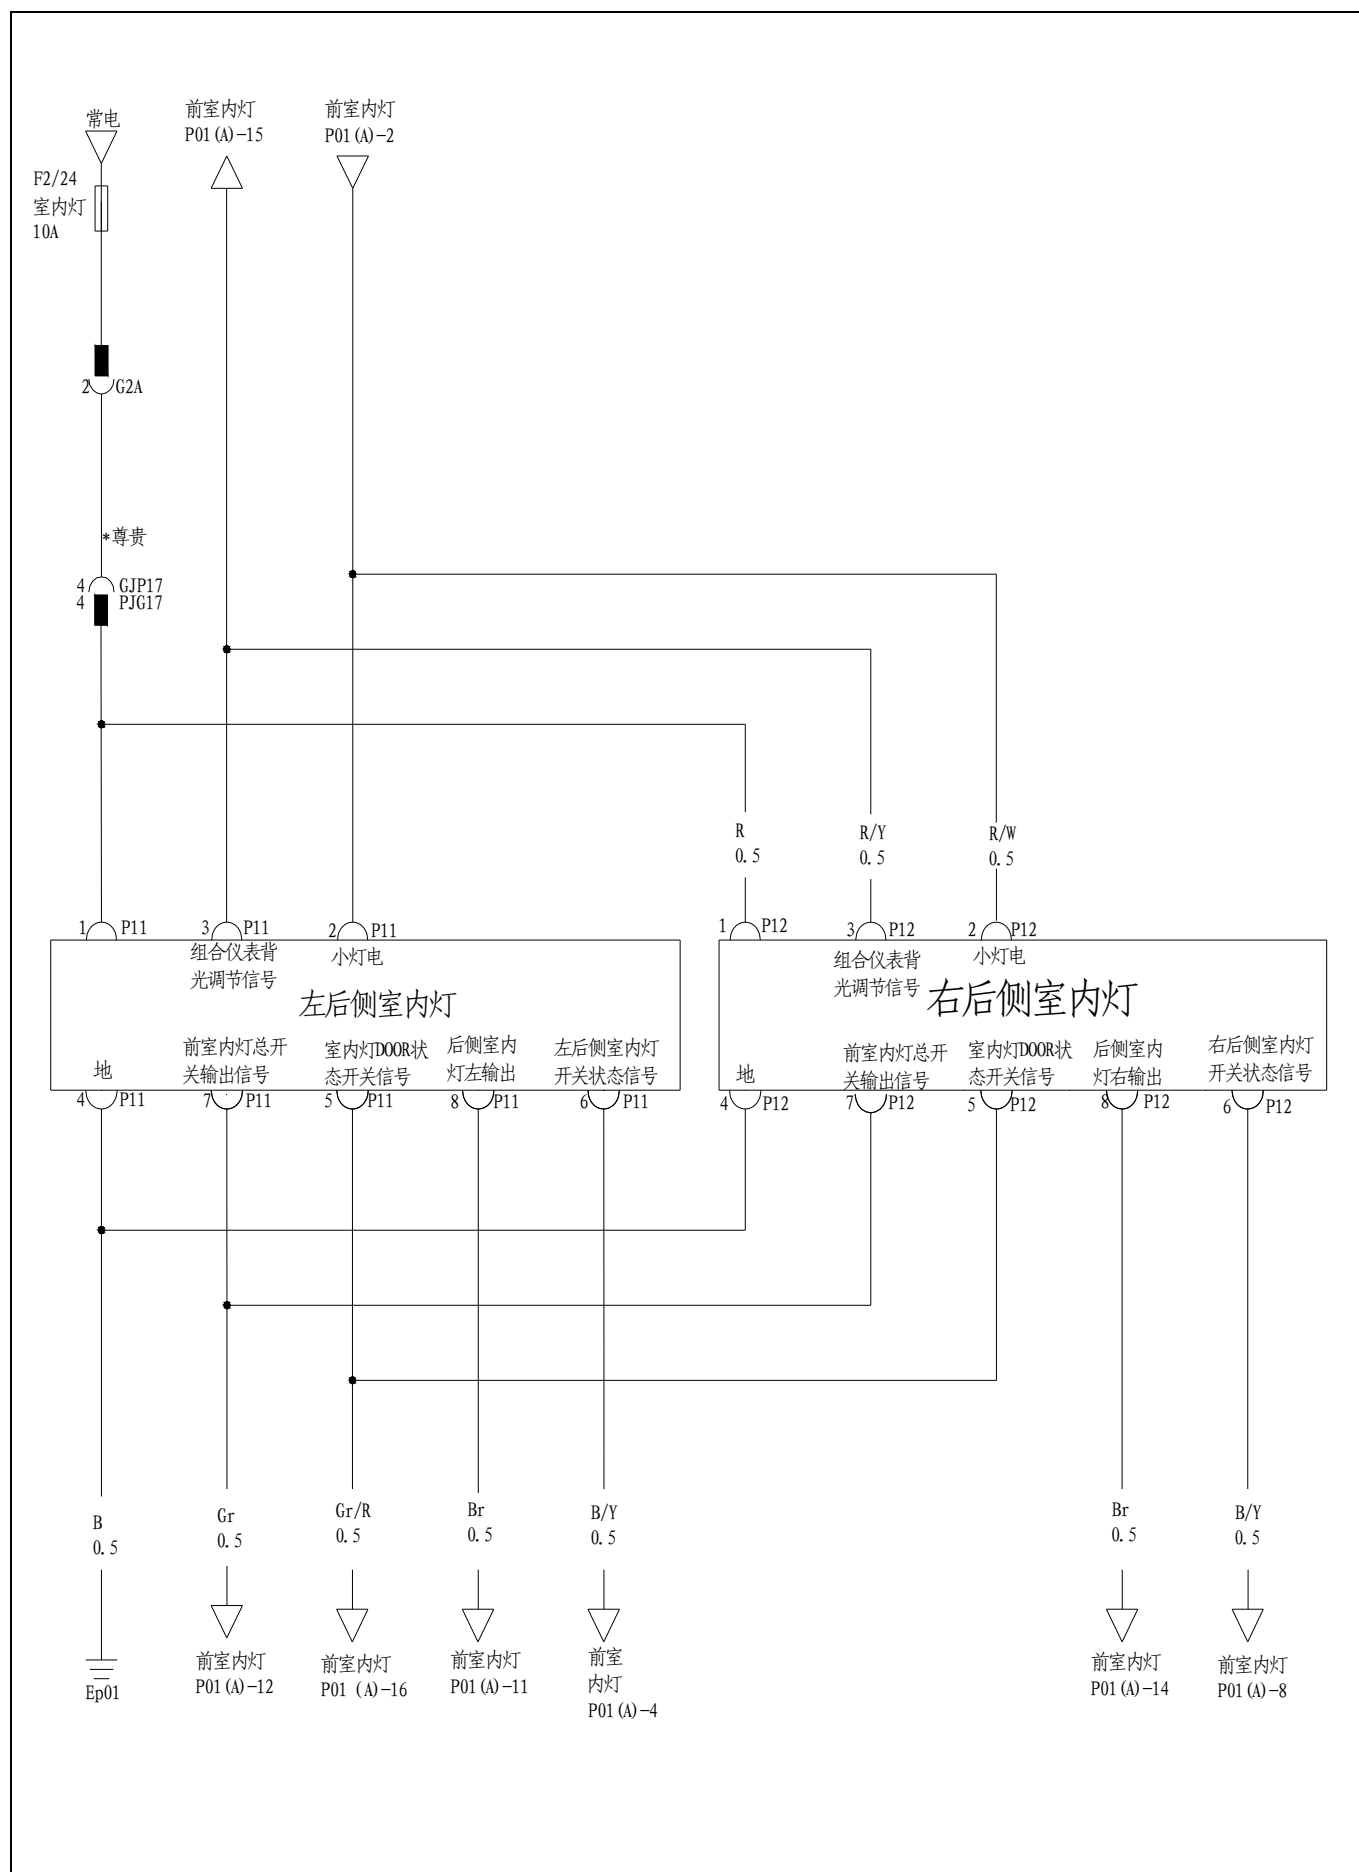 常电
前室内灯
P01(A)-15
前室内灯
P01(A)-2
F2/24
室内灯
10A
2 G2A
*尊贵
4 GJP17
4 PJG17
R
0.5
R/Y
0.5
R/W
0.5
1 P11
3 P11
2 P11
1 P12
3 P12
2 P12
组合仪表背
光调节信号
小灯电
左后侧室内灯
组合仪表背
光调节信号
小灯电
右后侧室内灯
地
前室内灯总开
关输出信号
室内灯DOOR状
态开关信号
后侧室内
灯左输出
左后侧室内灯
开关状态信号
地
前室内灯总开
关输出信号
室内灯DOOR状
态开关信号
后侧室内
灯右输出
右后侧室内灯
开关状态信号
4 P11
7 P11
5 P11
8 P11
6 P11
4 P12
7 P12
5 P12
8 P12
6 P12
B
0.5
Gr
0.5
Gr/R
0.5
Br
0.5
B/Y
0.5
Br
0.5
B/Y
0.5
Ep01
前室内灯
P01(A)-12
前室内灯
P01 (A)-16
前室内灯
P01(A)-11
前室
内灯
P01(A)-4
前室内灯
P01(A)-14
前室内灯
P01(A)-8